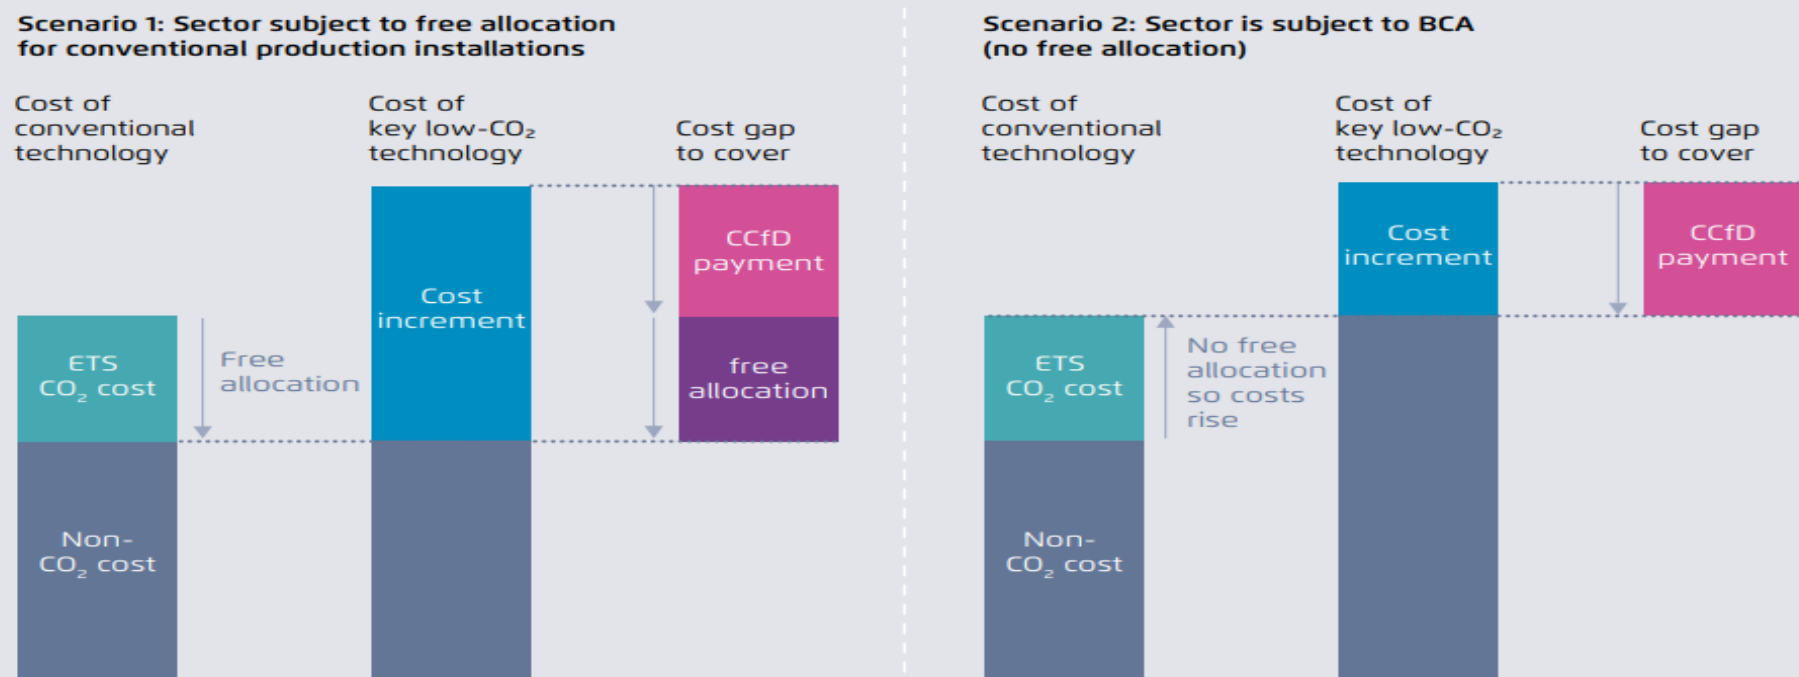 Scenario 1: Sector subject to free allocation
for conventional production installations
Cost of
conventional
technology
Cost of
key low-CO₂
technology
Cost gap
to cover
ETS
CO₂ cost
Free
allocation
Non-
CO₂ cost
Cost
increment
CCfD
payment
free
allocation
Scenario 2: Sector is subject to BCA
(no free allocation)
Cost of
conventional
technology
Cost of
key low-CO₂
technology
Cost gap
to cover
ETS
CO₂ cost
No free
allocation
so costs
rise
Non-
CO₂ cost
Cost
increment
CCfD
payment